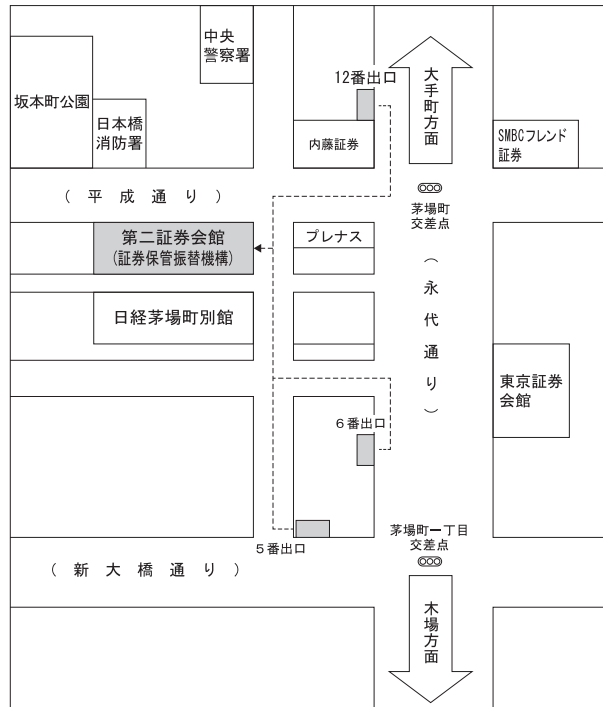 中央
警察署
坂本町公園
日本橋
消防署
12番出口
内藤証券
大手町方面
SMBCフレンド
証券
(平成通り)
茅場町
交差点
第二証券会館
(証券保管振替機構)
プレナス
(永代通り)
日経茅場町別館
東京証券
会館
6番出口
茅場町一丁目
交差点
5番出口
(新大橋通り)
木場方面